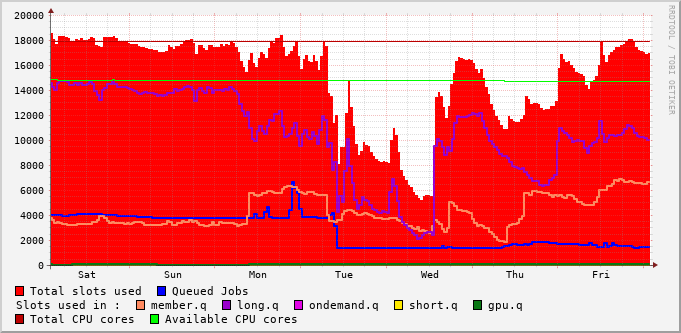 20000
18000
16000
14000
12000
10000
8000
6000
4000
2000
0
Sat Sun Mon Tue Wed Thu Fri
RRDTOOL / TOBI OETIKER
Total slots used Queued Jobs
Slots used in : member.q long.q ondemand.q short.q gpu.q
Total CPU cores Available CPU cores